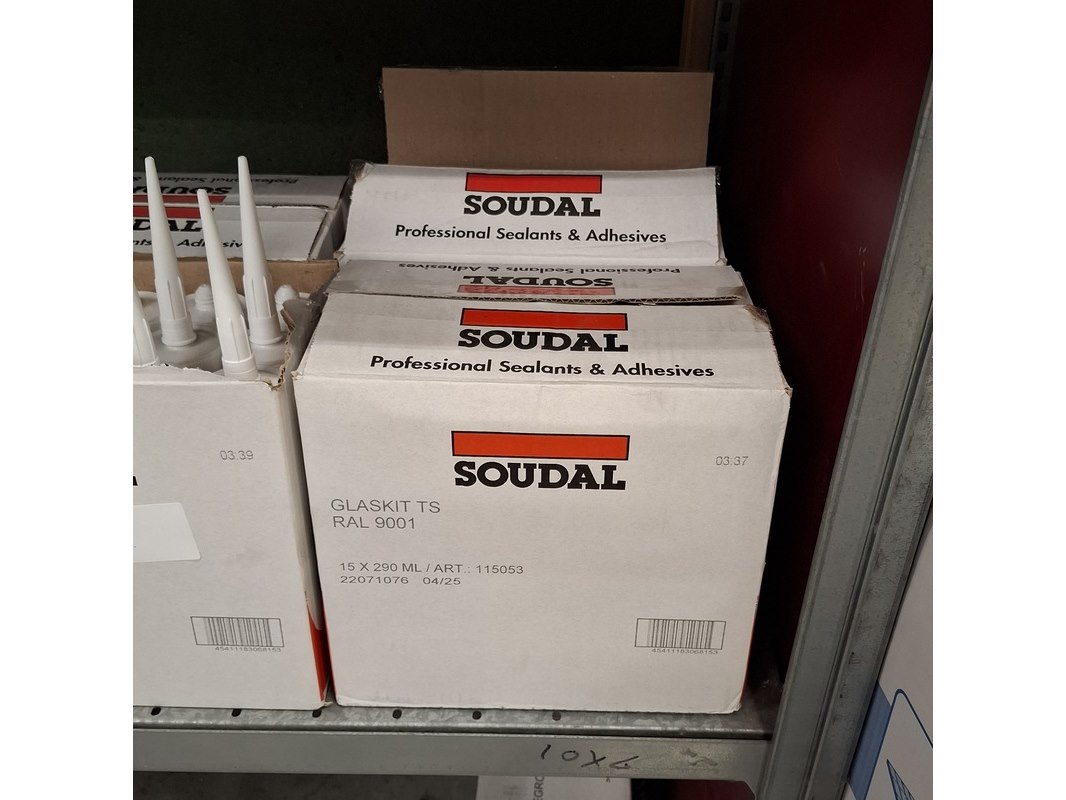 SOUDAL
Professional Sealants & Adhesives
Professional Sealants & Adhesives
SOUDAL
SOUDAL
Professional Sealants & Adhesives
03:39
03:37
SOUDAL
GLASKIT TS
RAL 9001
15 X 290 ML / ART.: 115053
22071076 04/25